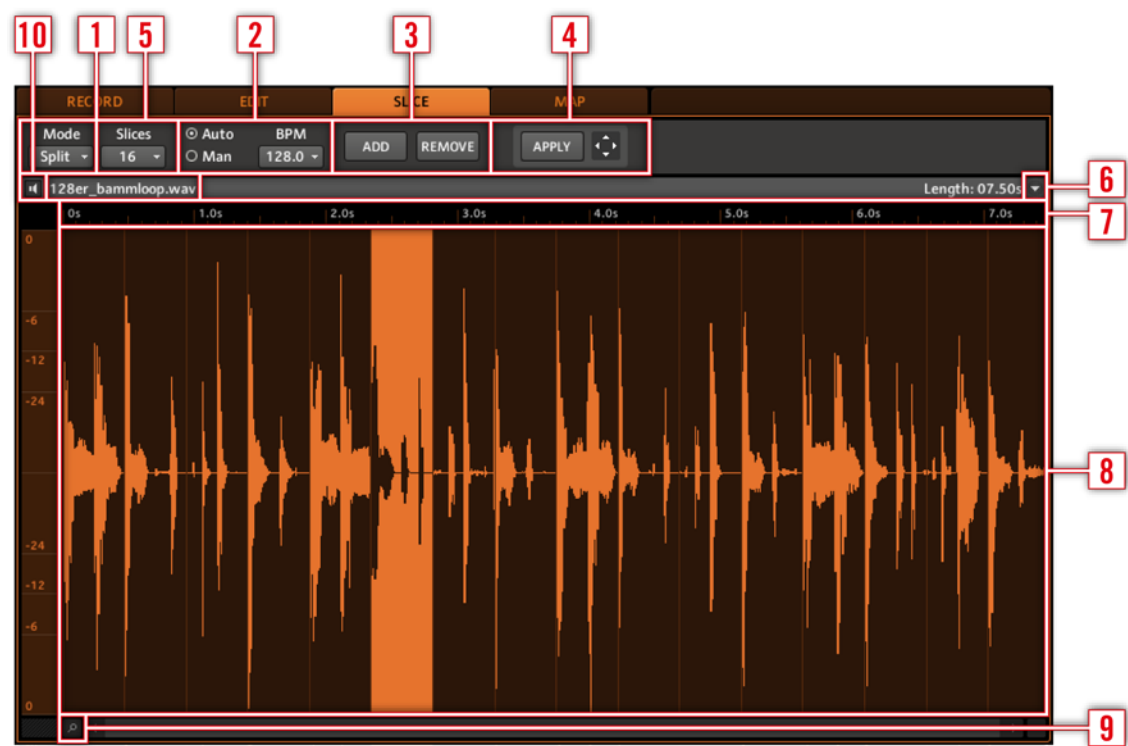 10 1 5 2 3 4
RECORD EDIT SLICE MAP
Mode Slices Auto BPM
ADD REMOVE APPLY
Split 16 Man 128.0
128er_bammloop.wav Length: 07.50s 6
0s 1.0s 2.0s 3.0s 4.0s 5.0s 6.0s 7.0s 7
0
-6
-12
-24
8
-24
-12
-6
0
9